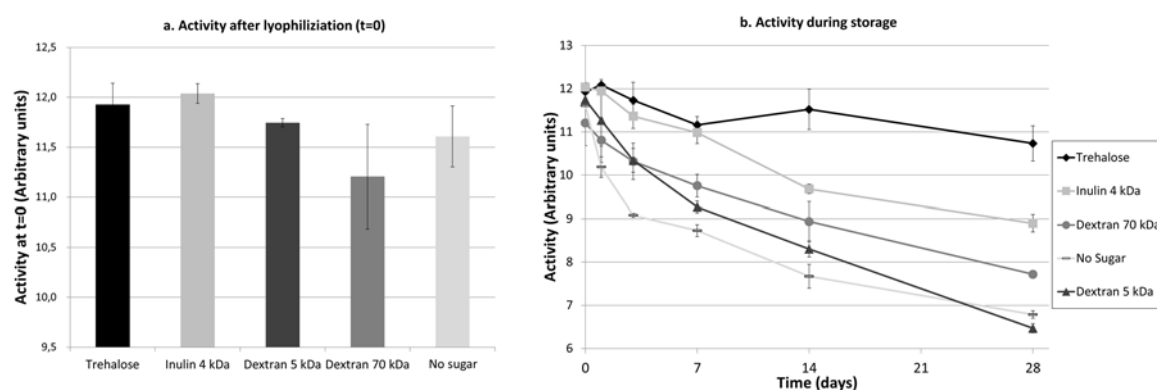 a. Activity after lyophiliziation (t=0)
12,5
12,0
11,5
11,0
10,5
10,0
9,5
Activity at t=0 (Arbitrary units)
Trehalose
Inulin 4 kDa
Dextran 5 kDa
Dextran 70 kDa
No sugar
b. Activity during storage
13
12
11
10
9
8
7
6
Activity (Arbitrary units)
0
7
14
21
28
Time (days)
Trehalose
Inulin 4 kDa
Dextran 70 kDa
No Sugar
Dextran 5 kDa